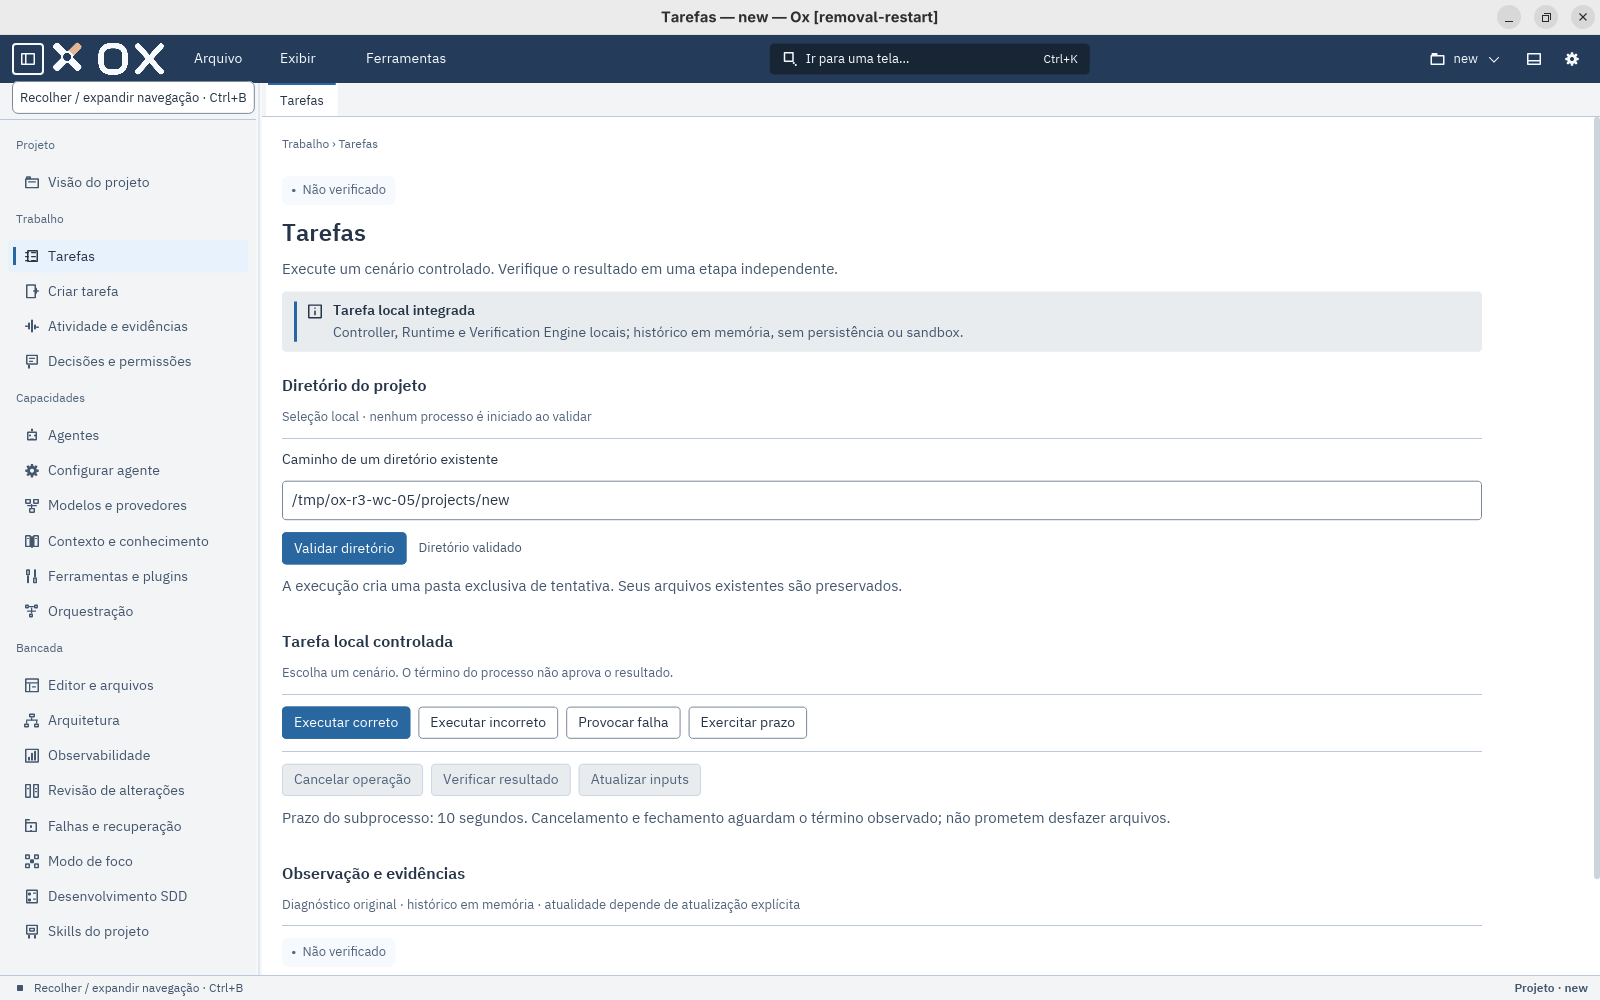 Tarefas — new — Ox [removal-restart]
OX
Arquivo
Exibir
Ferramentas
Ir para uma tela...
Ctrl+K
new
Recolher / expandir navegação · Ctrl+B
Tarefas
Projeto
Visão do projeto
Trabalho
Tarefas
Criar tarefa
Atividade e evidências
Decisões e permissões
Capacidades
Agentes
Configurar agente
Modelos e provedores
Contexto e conhecimento
Ferramentas e plugins
Orquestração
Bancada
Editor e arquivos
Arquitetura
Observabilidade
Revisão de alterações
Falhas e recuperação
Modo de foco
Desenvolvimento SDD
Skills do projeto
Trabalho › Tarefas
• Não verificado
Tarefas
Execute um cenário controlado. Verifique o resultado em uma etapa independente.
Tarefa local integrada
Controller, Runtime e Verification Engine locais; histórico em memória, sem persistência ou sandbox.
Diretório do projeto
Seleção local · nenhum processo é iniciado ao validar
Caminho de um diretório existente
/tmp/ox-r3-wc-05/projects/new
Validar diretório
Diretório validado
A execução cria uma pasta exclusiva de tentativa. Seus arquivos existentes são preservados.
Tarefa local controlada
Escolha um cenário. O término do processo não aprova o resultado.
Executar correto
Executar incorreto
Provocar falha
Exercitar prazo
Cancelar operação
Verificar resultado
Atualizar inputs
Prazo do subprocesso: 10 segundos. Cancelamento e fechamento aguardam o término observado; não prometem desfazer arquivos.
Observação e evidências
Diagnóstico original · histórico em memória · atualidade depende de atualização explícita
• Não verificado
Recolher / expandir navegação · Ctrl+B
Projeto · new